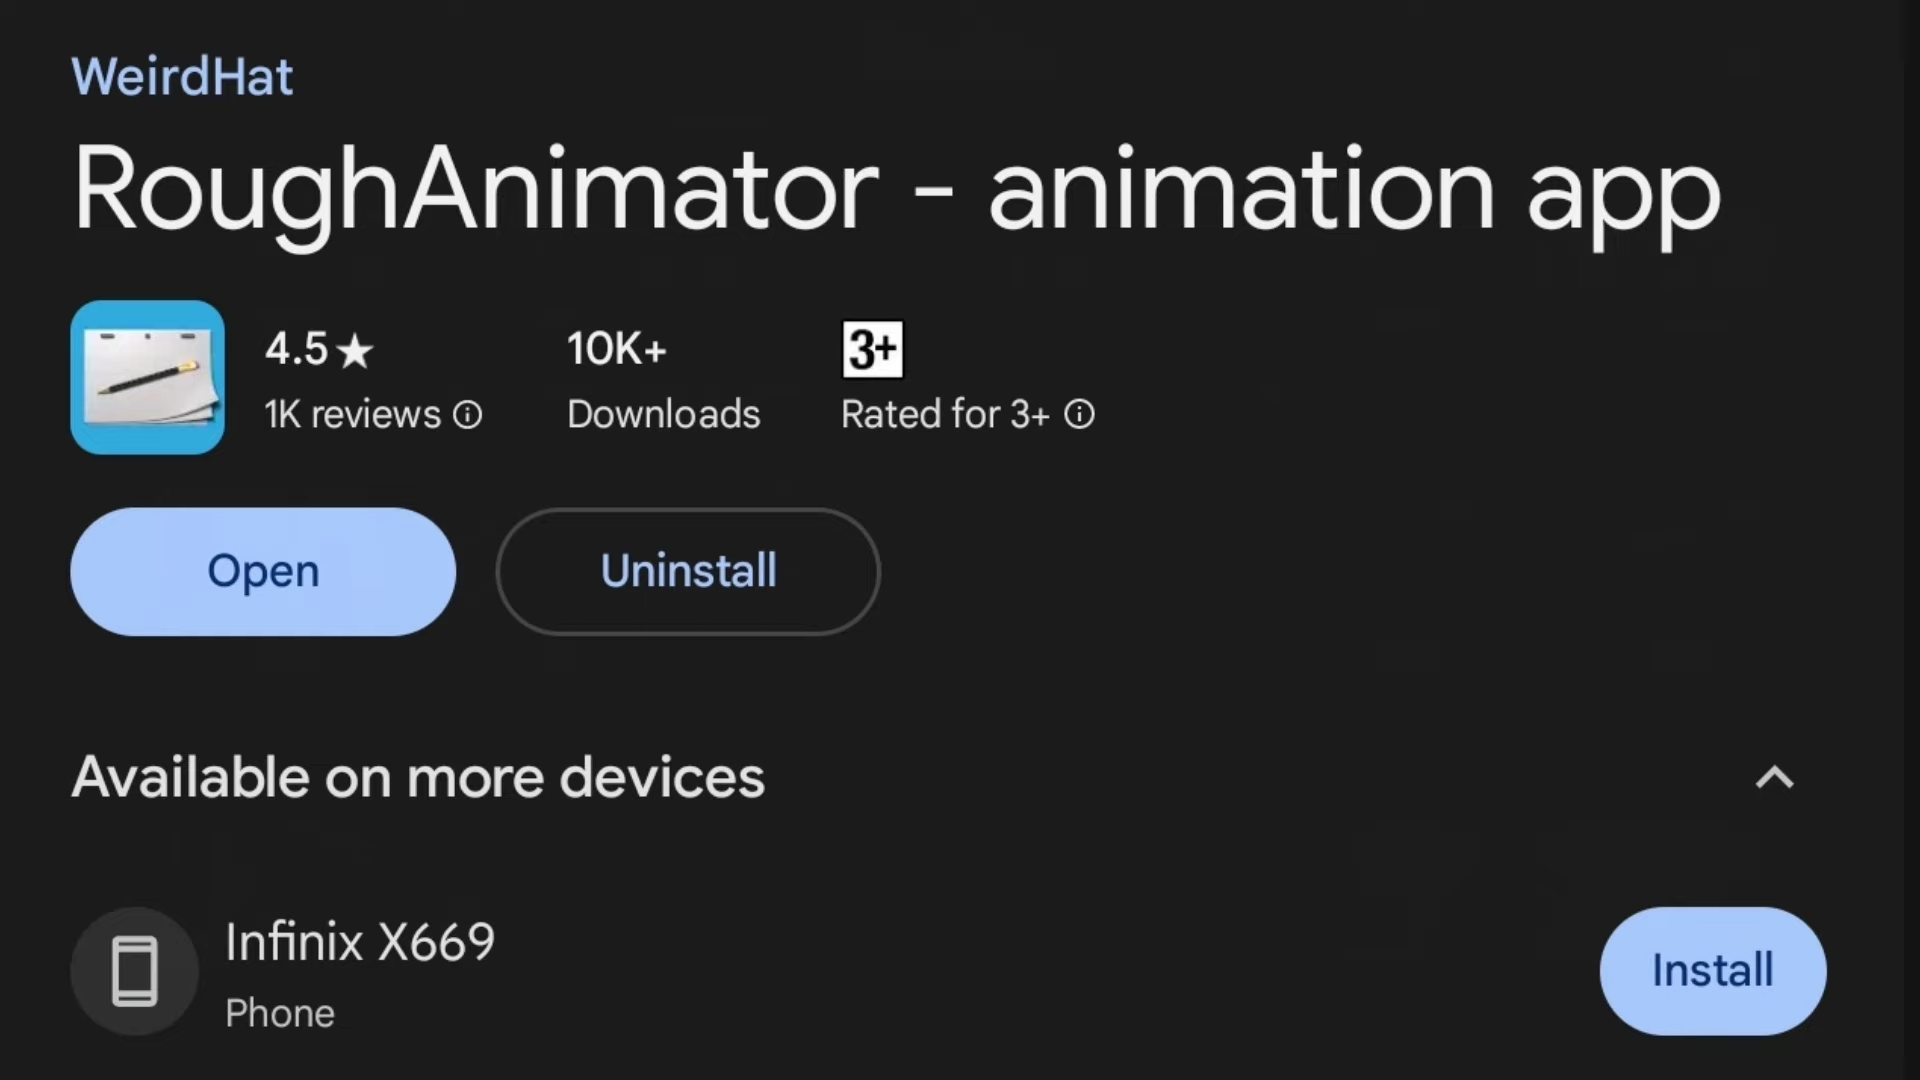 WeirdHat
RoughAnimator - animation app
4.5★
10K+
3+
1K reviews
Downloads
Rated for 3+
Open
Uninstall
Available on more devices
Infinix X669
Phone
Install